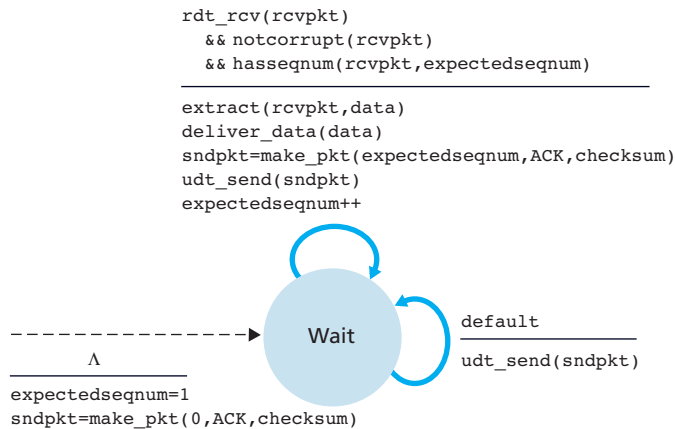 rdt_rcv(rcvpkt)
&& notcorrupt(rcvpkt)
&& hasseqnum(rcvpkt,expectedseqnum)
extract(rcvpkt,data)
deliver_data(data)
sndpkt=make_pkt(expectedseqnum,ACK,checksum)
udt_send(sndpkt)
expectedseqnum++
Wait
default
udt_send(sndpkt)
Λ
expectedseqnum=1
sndpkt=make_pkt(0,ACK,checksum)